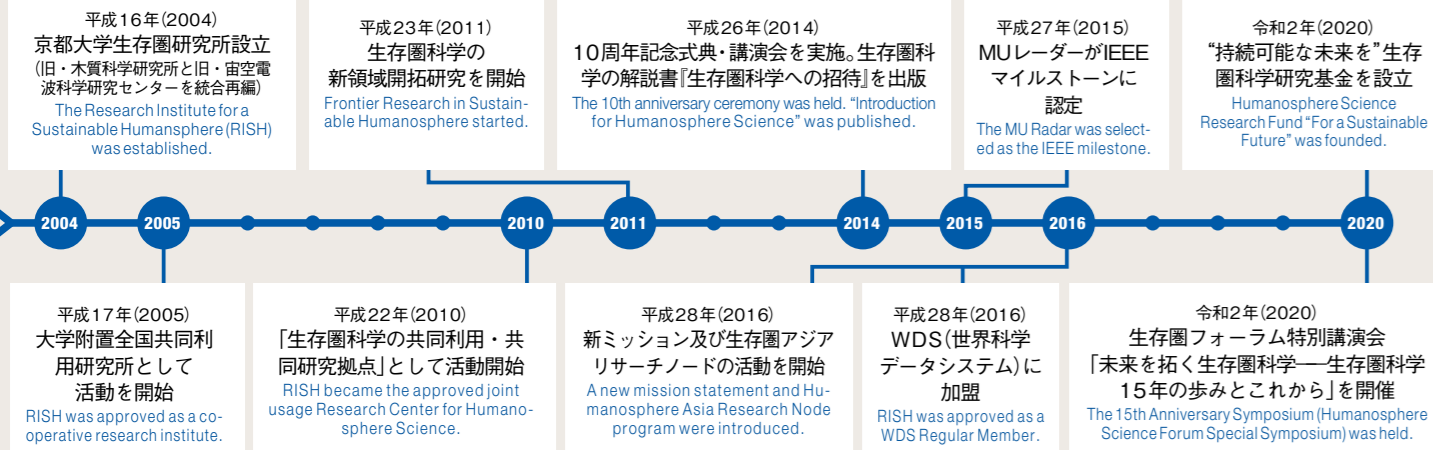 平成16年(2004)
京都大学生存圏研究所設立
(旧・木質科学研究所と旧・宙空電
波科学研究センターを統合再編)
The Research Institute for a
Sustainable Humansphere (RISH)
was established.
平成23年(2011)
生存圏科学の
新領域開拓研究を開始
Frontier Research in Sustain-
able Humanosphere started.
平成26年(2014)
10周年記念式典・講演会を実施。生存圏科
学の解説書『生存圏科学への招待』を出版
The 10th anniversary ceremony was held. “Introduction
for Humanosphere Science” was published.
平成27年(2015)
MUレーダーがIEEE
マイルストーンに
認定
The MU Radar was select-
ed as the IEEE milestone.
令和2年(2020)
“持続可能な未来を”生存
圏科学研究基金を設立
Humanosphere Science
Research Fund “For a Sustainable
Future” was founded.
2004 2005 2010 2011 2014 2015 2016 2020
平成17年(2005)
大学附置全国共同利
用研究所として
活動を開始
RISH was approved as a co-
operative research institute.
平成22年(2010)
「生存圏科学の共同利用・共
同研究拠点」として活動開始
RISH became the approved joint
usage Research Center for Humano-
sphere Science.
平成28年(2016)
新ミッション及び生存圏アジア
リサーチノードの活動を開始
A new mission statement and Hu-
manosphere Asia Research Node
program were introduced.
平成28年(2016)
WDS(世界科学
データシステム)に
加盟
RISH was approved as a
WDS Regular Member.
令和2年(2020)
生存圏フォーラム特別講演会
「未来を拓く生存圏科学──生存圏科学
15年の歩みとこれから」を開催
The 15th Anniversary Symposium (Humanosphere
Science Forum Special Symposium) was held.